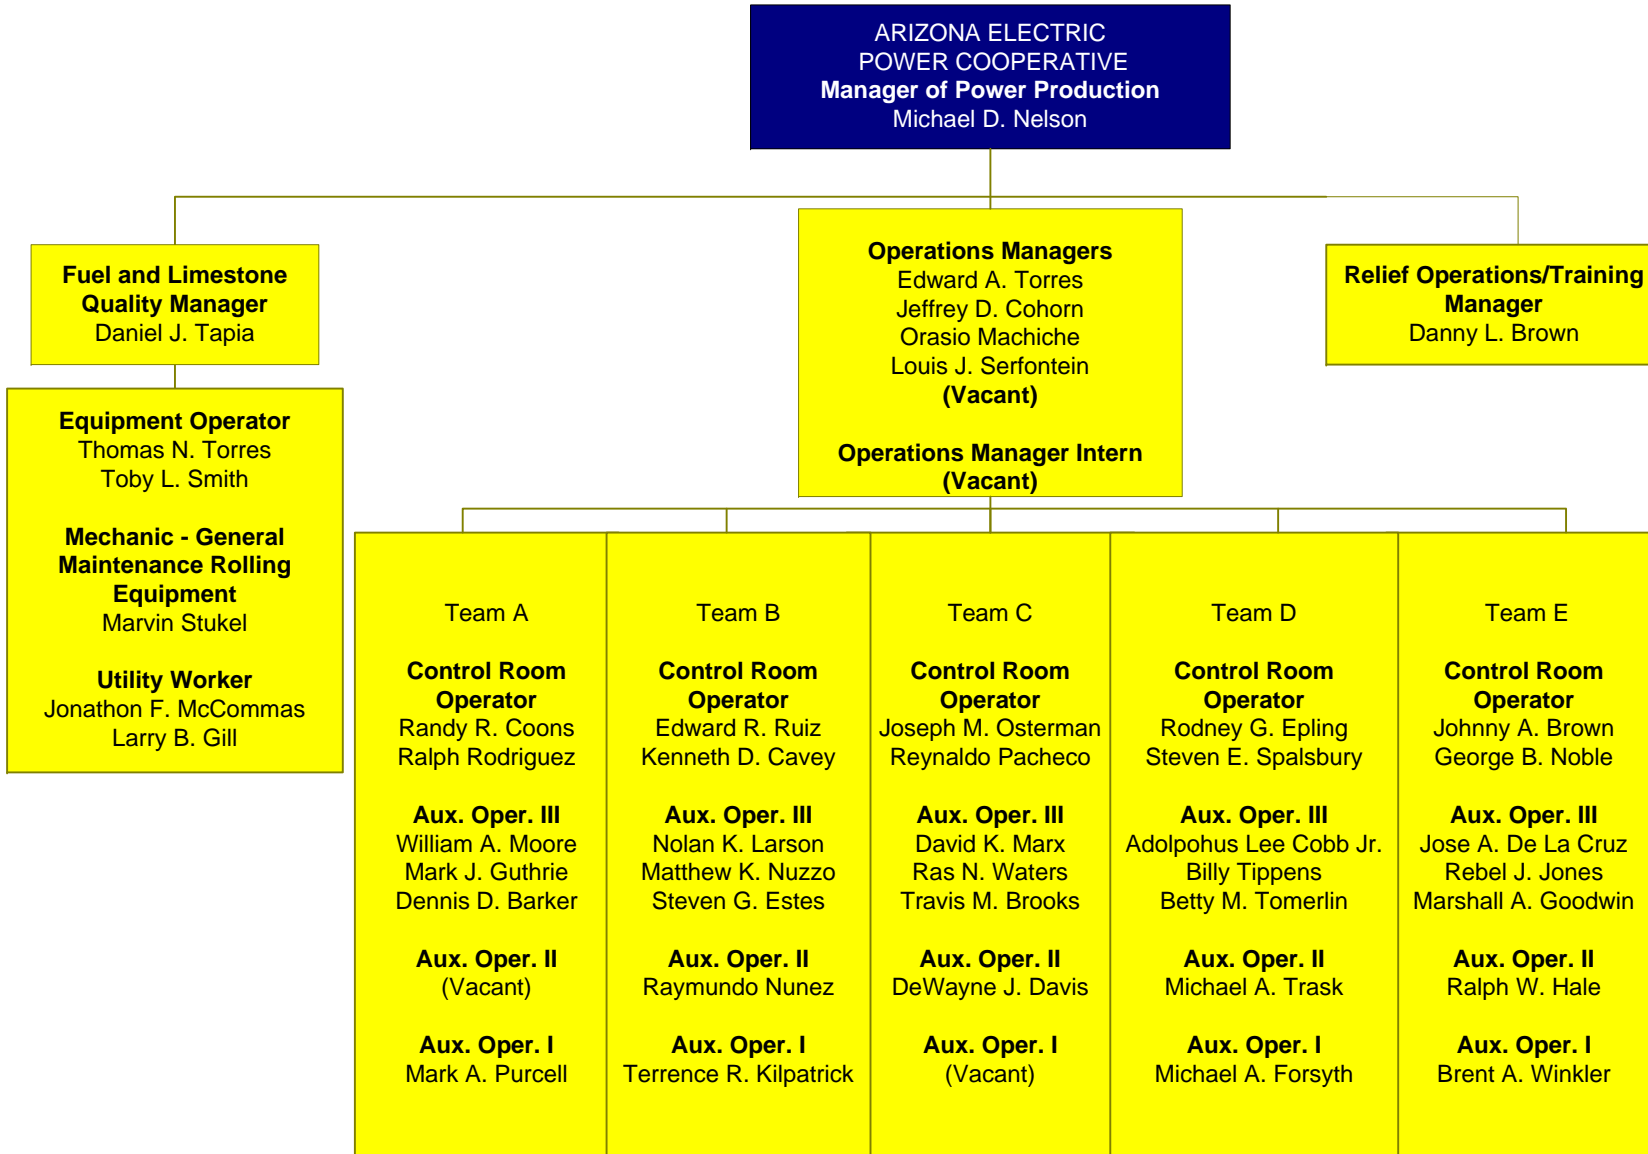 ARIZONA ELECTRIC
POWER COOPERATIVE
Manager of Power Production
Michael D. Nelson
Fuel and Limestone
Quality Manager
Daniel J. Tapia
Operations Managers
Edward A. Torres
Jeffrey D. Cohorn
Orasio Machiche
Louis J. Serfontein
(Vacant)
Operations Manager Intern
(Vacant)
Relief Operations/Training
Manager
Danny L. Brown
Equipment Operator
Thomas N. Torres
Toby L. Smith
Mechanic - General
Maintenance Rolling
Equipment
Marvin Stukel
Utility Worker
Jonathon F. McCommas
Larry B. Gill
Team A
Control Room
Operator
Randy R. Coons
Ralph Rodriguez
Aux. Oper. III
William A. Moore
Mark J. Guthrie
Dennis D. Barker
Aux. Oper. II
(Vacant)
Aux. Oper. I
Mark A. Purcell
Team B
Control Room
Operator
Edward R. Ruiz
Kenneth D. Cavey
Aux. Oper. III
Nolan K. Larson
Matthew K. Nuzzo
Steven G. Estes
Aux. Oper. II
Raymundo Nunez
Aux. Oper. I
Terrence R. Kilpatrick
Team C
Control Room
Operator
Joseph M. Osterman
Reynaldo Pacheco
Aux. Oper. III
David K. Marx
Ras N. Waters
Travis M. Brooks
Aux. Oper. II
DeWayne J. Davis
Aux. Oper. I
(Vacant)
Team D
Control Room
Operator
Rodney G. Epling
Steven E. Spalsbury
Aux. Oper. III
Adolpohus Lee Cobb Jr.
Billy Tippens
Betty M. Tomerlin
Aux. Oper. II
Michael A. Trask
Aux. Oper. I
Michael A. Forsyth
Team E
Control Room
Operator
Johnny A. Brown
George B. Noble
Aux. Oper. III
Jose A. De La Cruz
Rebel J. Jones
Marshall A. Goodwin
Aux. Oper. II
Ralph W. Hale
Aux. Oper. I
Brent A. Winkler